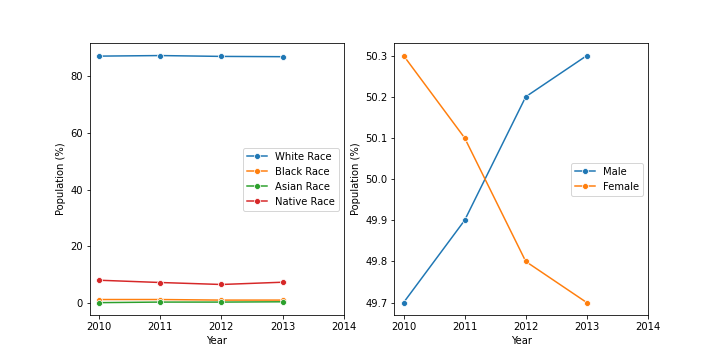 80
60
40
20
0
Population (%)
2010 2011 2012 2013 2014
Year
White Race
Black Race
Asian Race
Native Race
50.3
50.2
50.1
50.0
49.9
49.8
49.7
Population (%)
2010 2011 2012 2013 2014
Year
Male
Female